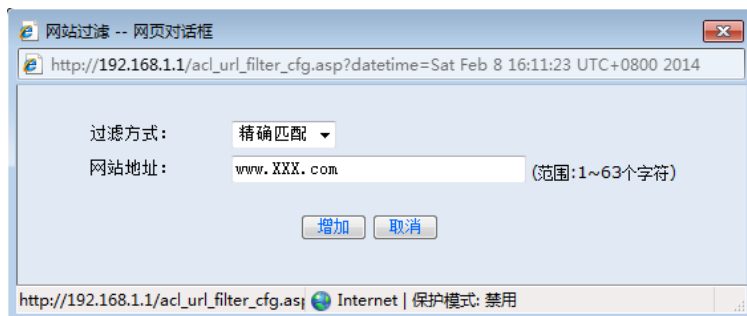 网站过滤 -- 网页对话框
http://192.168.1.1/acl_url_filter_cfg.asp?datetime=Sat Feb 8 16:11:23 UTC+0800 2014
过滤方式： 精确匹配
网站地址： www.XXX.com (范围:1~63个字符)
增加 取消
http://192.168.1.1/acl_url_filter_cfg.asp Internet | 保护模式: 禁用